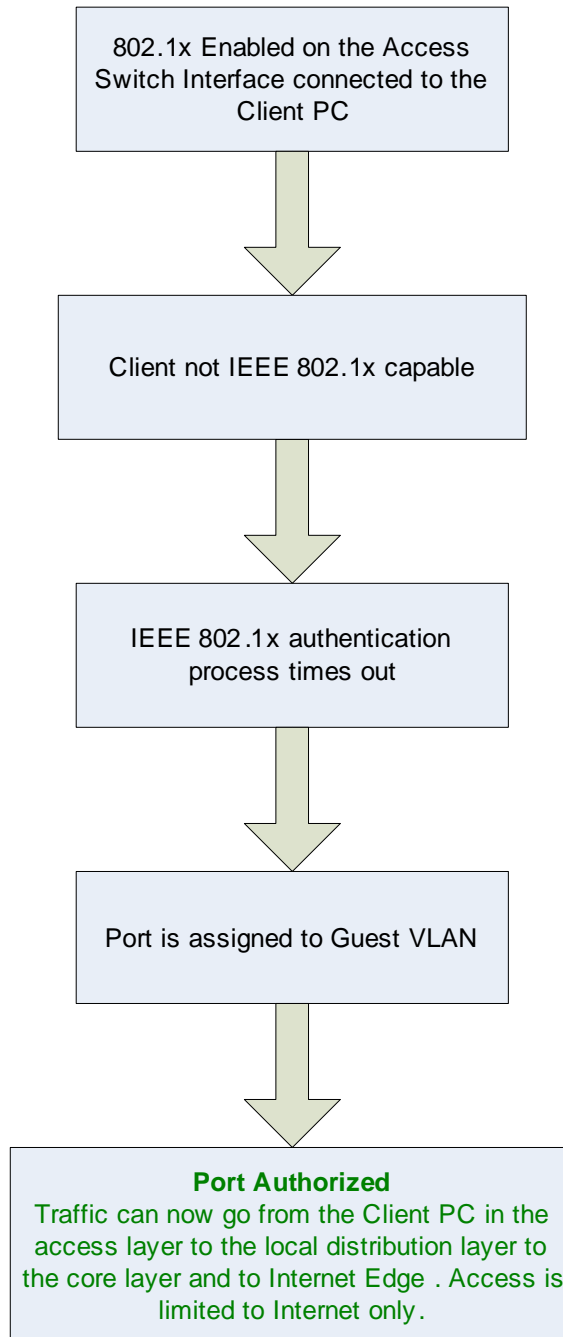 802.1x Enabled on the Access
Switch Interface connected to the
Client PC
Client not IEEE 802.1x capable
IEEE 802.1x authentication
process times out
Port is assigned to Guest VLAN
Port Authorized
Traffic can now go from the Client PC in the
access layer to the local distribution layer to
the core layer and to Internet Edge . Access is
limited to Internet only.